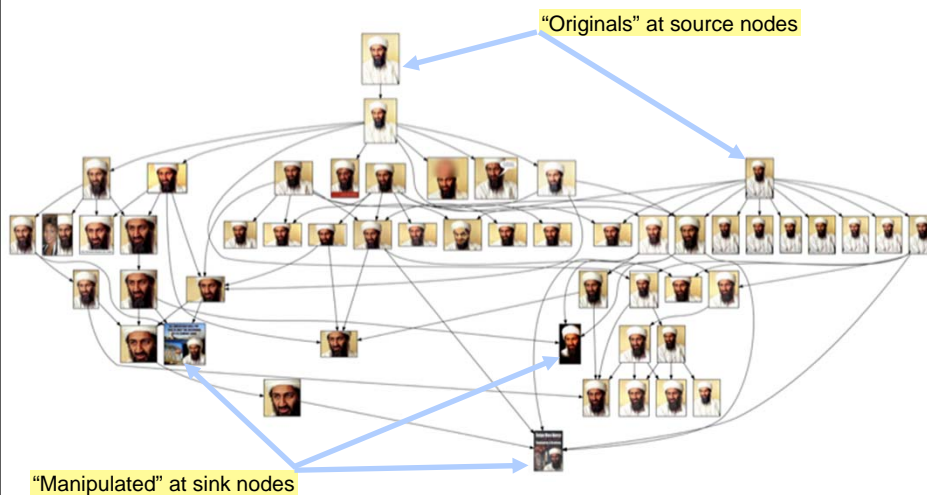 “Originals” at source nodes
“Manipulated” at sink nodes